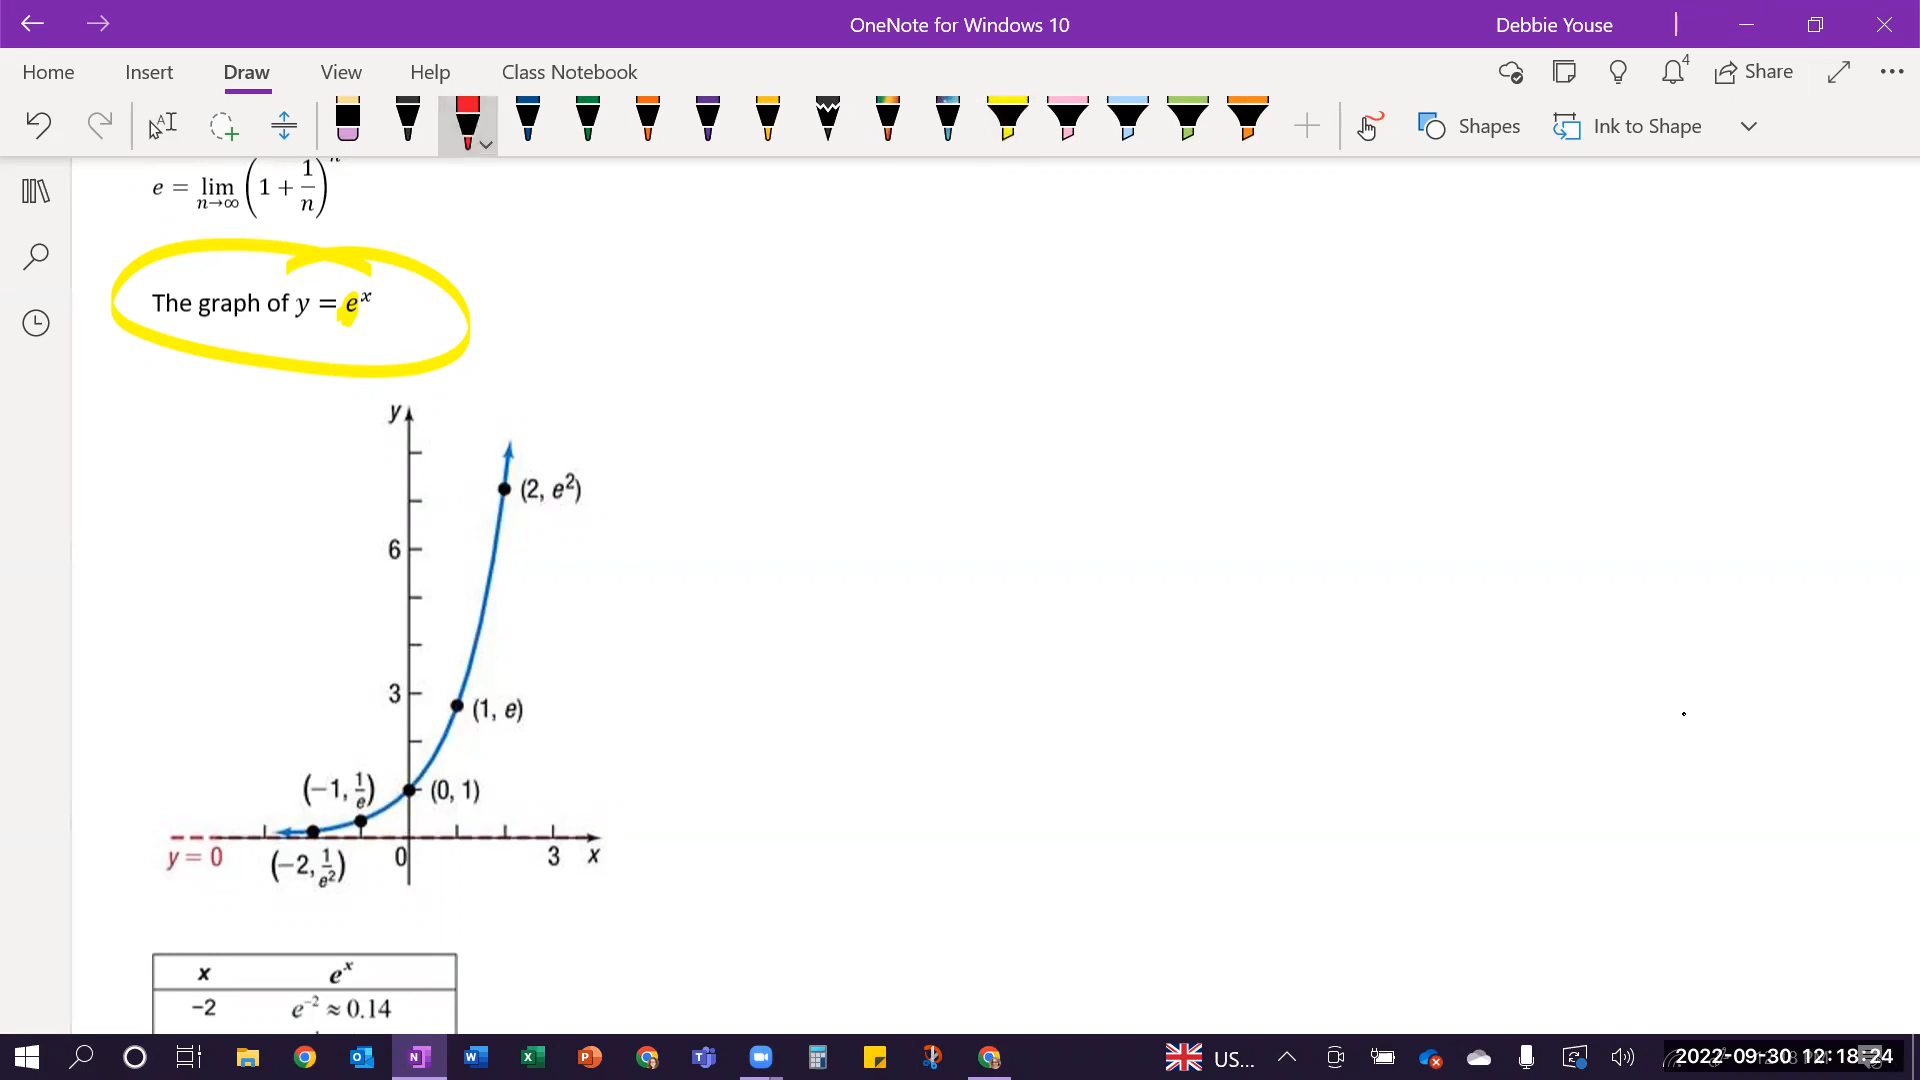 OneNote for Windows 10
Debbie Youse
Home Insert Draw View Help Class Notebook
4
Share
Shapes
Ink to Shape
e = lim n→∞ (1 + 1/n)^n
The graph of y = e^x
y
(2, e²)
6
3
(1, e)
(−1, 1/e)
(0, 1)
y = 0
(−2, 1/e²)
0
3
x
x e^x
−2 e⁻² ≈ 0.14
US...
2022-09-30 12:18:24